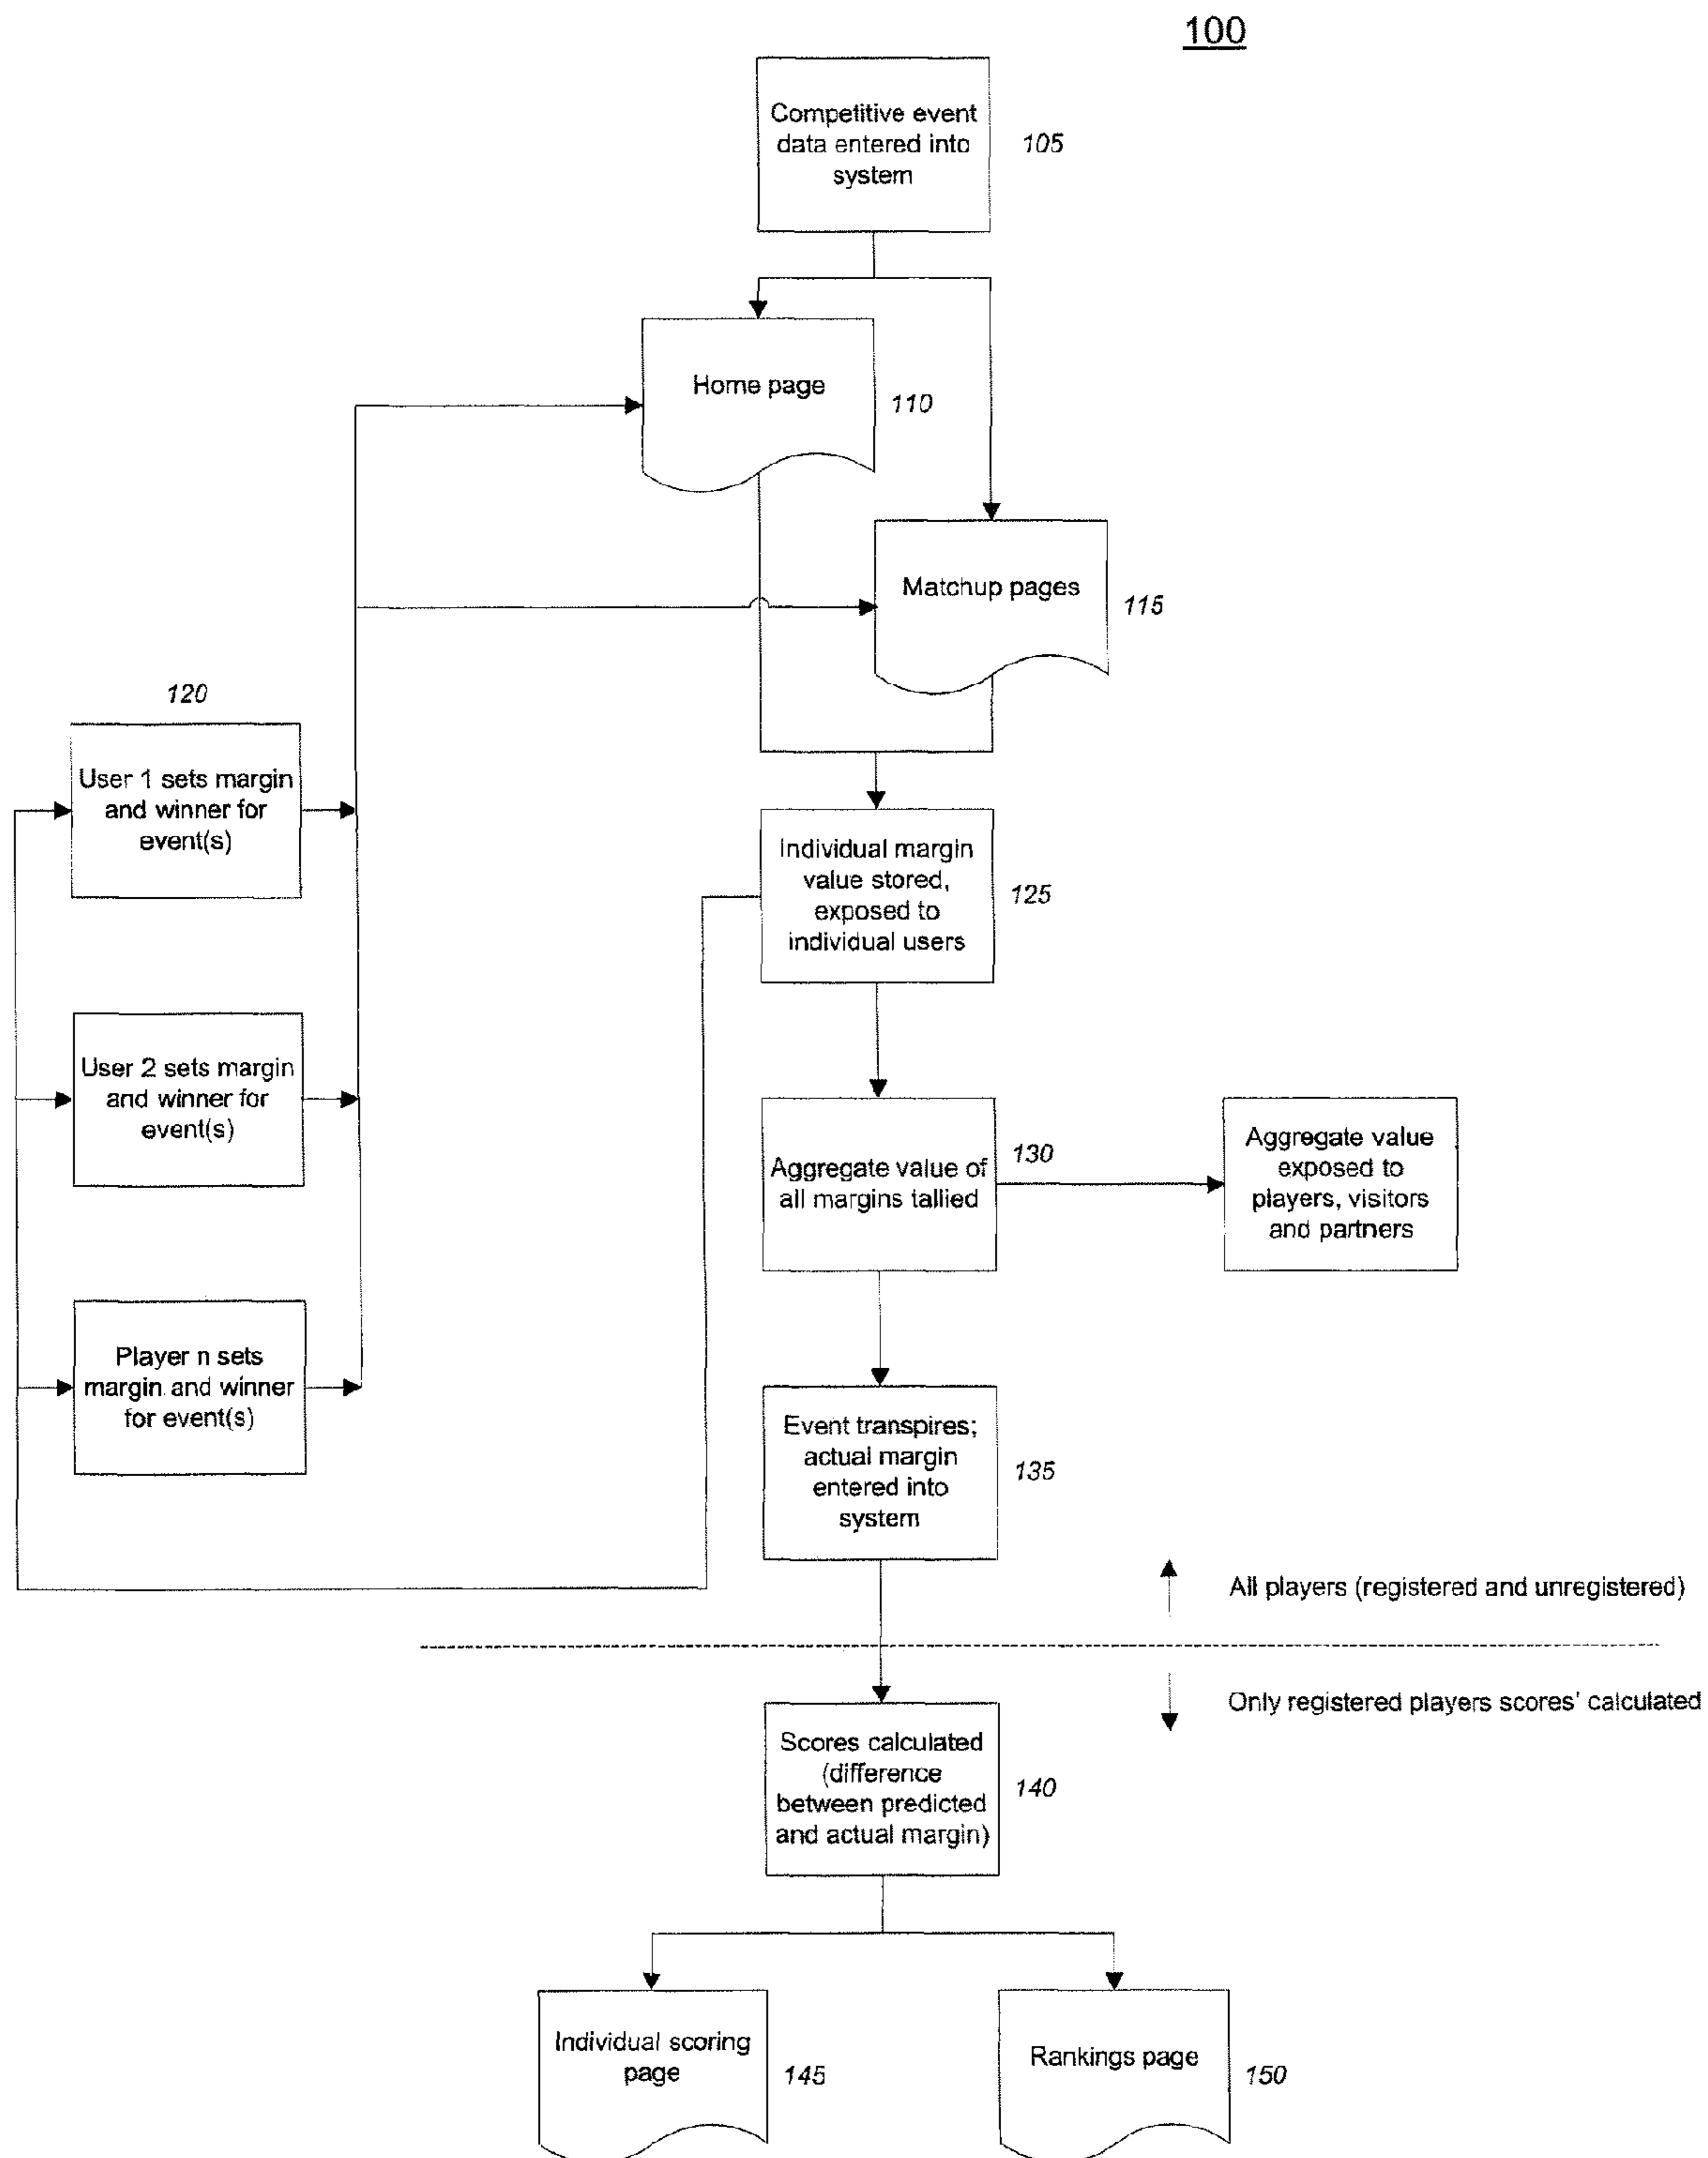 100
Competitive event
data entered into
system
105
Home page
110
Matchup pages
115
120
User 1 sets margin
and winner for
event(s)
Individual margin
value stored,
exposed to
individual users
125
User 2 sets margin
and winner for
event(s)
Aggregate value of
all margins tallied
130
Aggregate value
exposed to
players, visitors
and partners
Player n sets
margin and winner
for event(s)
Event transpires;
actual margin
entered into
system
135
All players (registered and unregistered)
Only registered players scores' calculated
Scores calculated
(difference
between predicted
and actual margin)
140
Individual scoring
page
145
Rankings page
150